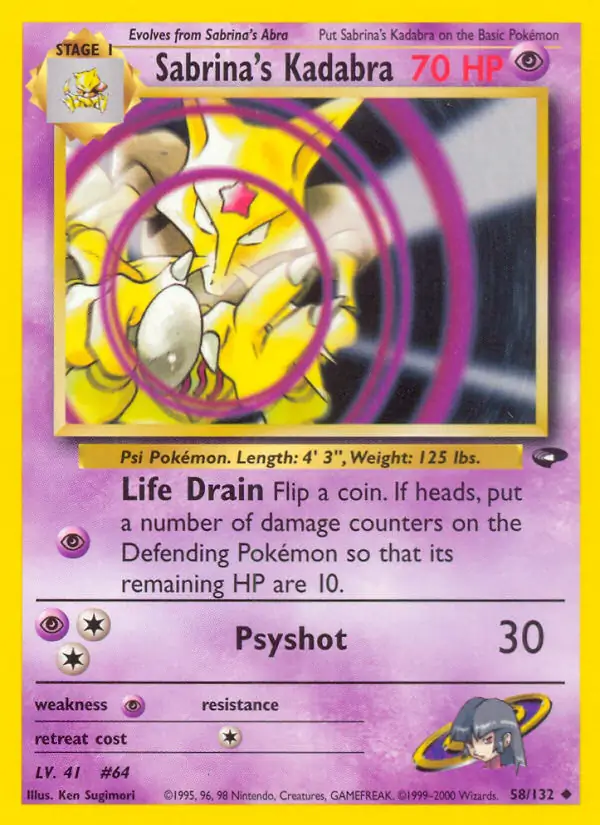 Evolves from Sabrina's Abra Put Sabrina's Kadabra on the Basic Pokémon
STAGE 1
Sabrina's Kadabra 70 HP
Psi Pokémon. Length: 4' 3", Weight: 125 lbs.
Life Drain Flip a coin. If heads, put
a number of damage counters on the
Defending Pokémon so that its
remaining HP are 10.
Psyshot 30
weakness resistance
retreat cost
LV. 41 #64
Illus. Ken Sugimori ©1995, 96, 98 Nintendo, Creatures, GAMEFREAK. ©1999-2000 Wizards. 58/132